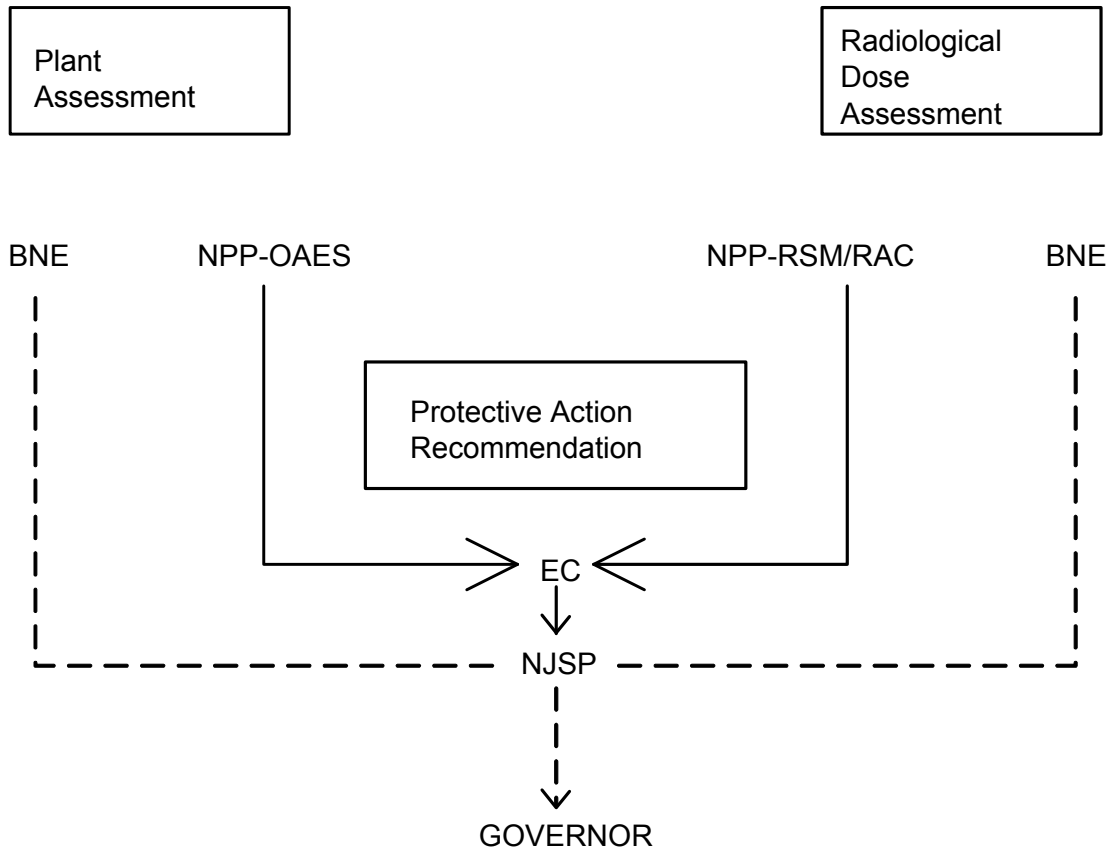 Plant
Assessment
Radiological
Dose
Assessment
BNE NPP-OAES NPP-RSM/RAC BNE
Protective Action
Recommendation
EC
NJSP
GOVERNOR